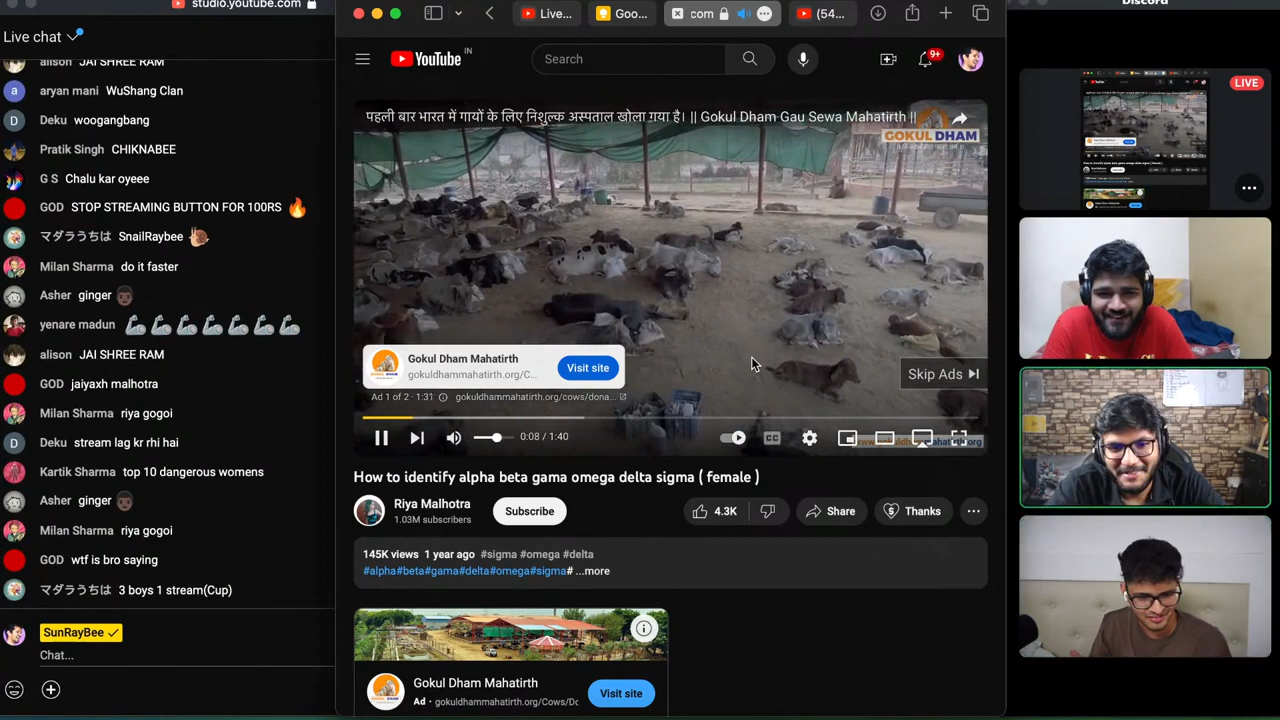 studio.youtube.com
Live chat
alison JAI SHREE RAM
a aryan mani WuShang Clan
D Deku woogangbang
Pratik Singh CHIKNABEE
G S Chalu kar oyeee
GOD STOP STREAMING BUTTON FOR 100RS
マダラうちは SnailRaybee
Milan Sharma do it faster
Asher ginger
yenare madun
alison JAI SHREE RAM
GOD jaiyaxh malhotra
Milan Sharma riya gogoi
D Deku stream lag kr rhi hai
Kartik Sharma top 10 dangerous womens
Asher ginger
Milan Sharma riya gogoi
GOD wtf is bro saying
マダラうちは 3 boys 1 stream(Cup)
SunRayBee
Chat...
Live...
Goo...
com
(54...
YouTube IN
Search
9+
पहली बार भारत में गायों के लिए निशुल्क अस्पताल खोला गया है। || Gokul Dham Gau Sewa Mahatirth ||
GOKUL DHAM
Gokul Dham Mahatirth
gokuldhammahatirth.org/C...
Visit site
Skip Ads
Ad 1 of 2 · 1:31
gokuldhammahatirth.org/cows/dona...
0:08 / 1:40
CC
How to identify alpha beta gama omega delta sigma ( female )
Riya Malhotra
1.03M subscribers
Subscribe
4.3K
Share
Thanks
145K views 1 year ago #sigma #omega #delta
#alpha#beta#gama#delta#omega#sigma# ...more
Gokul Dham Mahatirth
Ad · gokuldhammahatirth.org/Cows/Dc
Visit site
Discord
LIVE